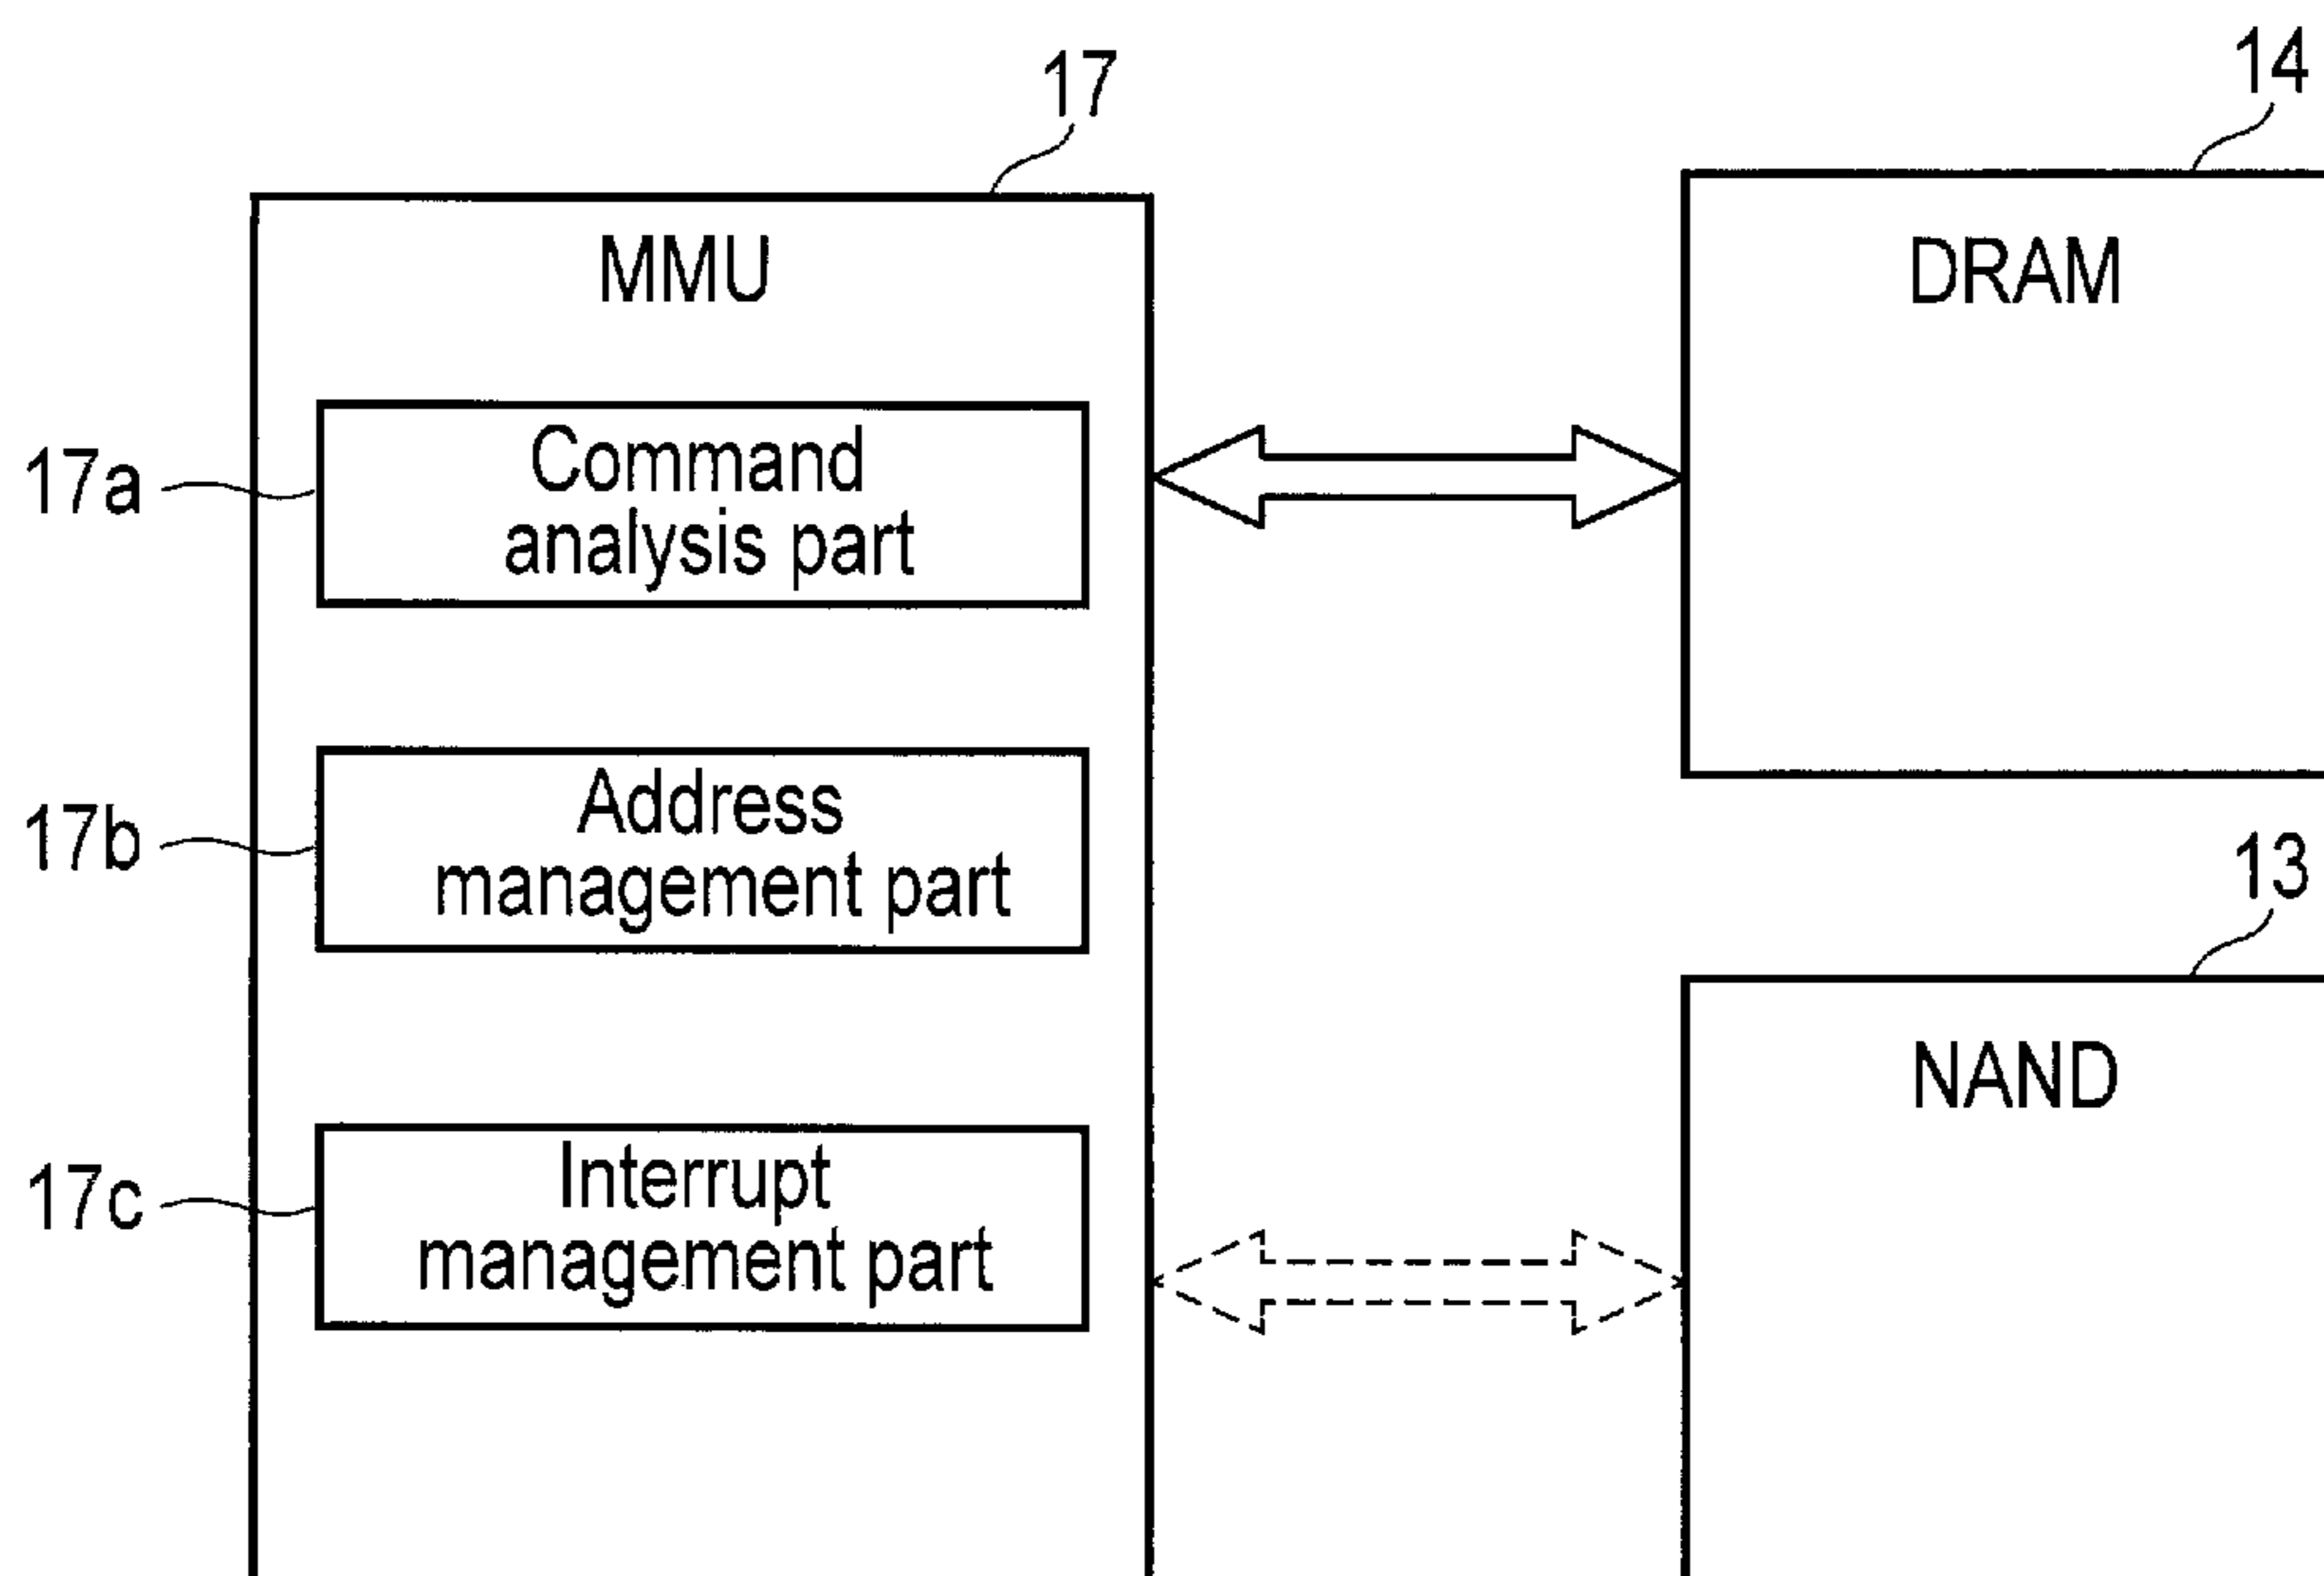 17
14
MMU
DRAM
17a
Command
analysis part
17b
Address
management part
13
NAND
17c
Interrupt
management part